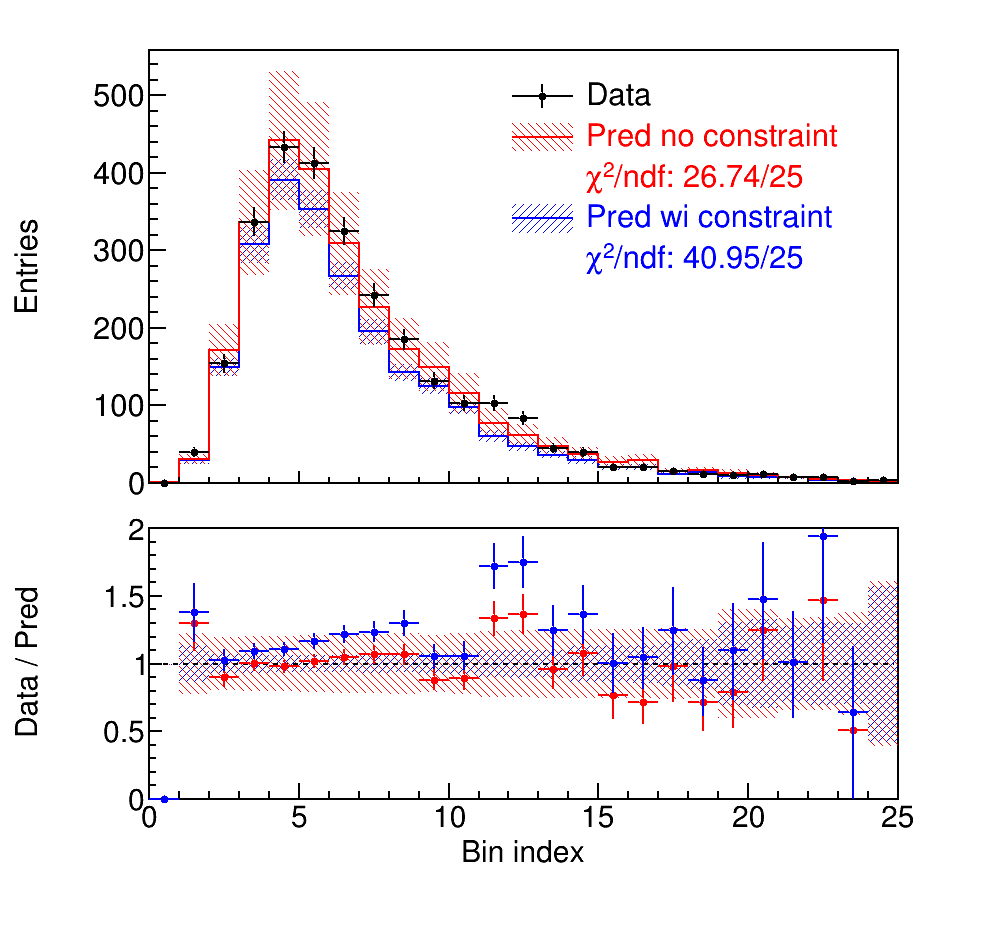 Entries
500
400
300
200
100
0
Data
Pred no constraint
χ²/ndf: 26.74/25
Pred wi constraint
χ²/ndf: 40.95/25
Data / Pred
2
1.5
1
0.5
0
0 5 10 15 20 25
Bin index